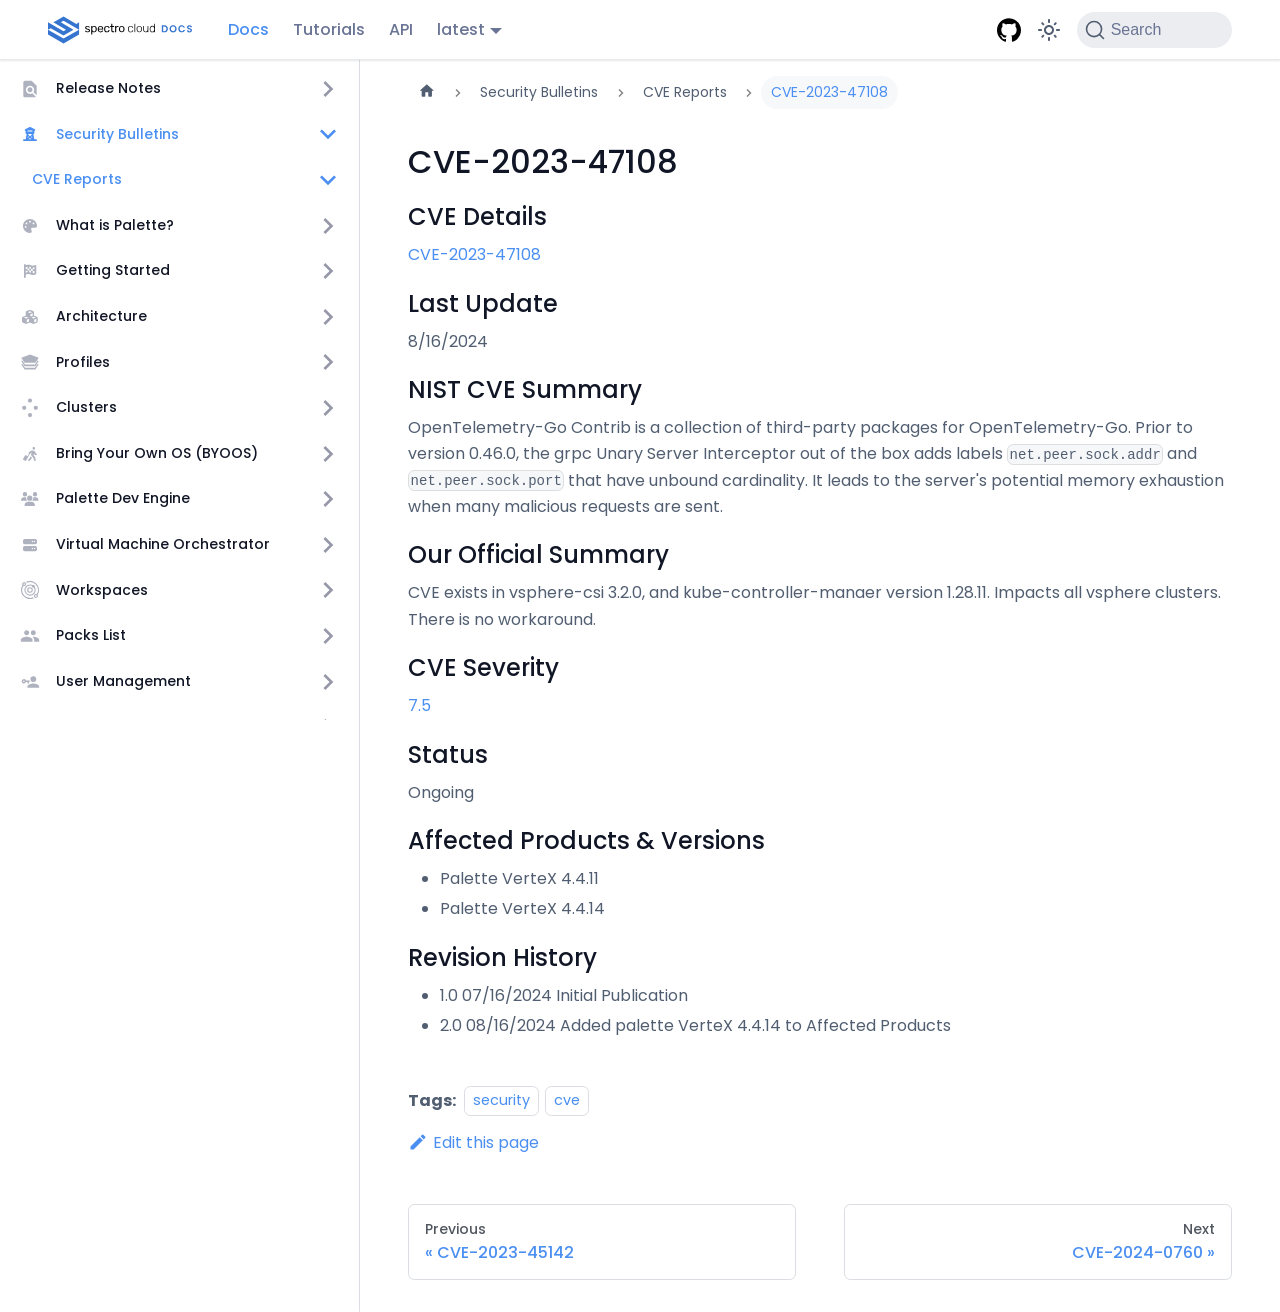 spectro cloud DOCS
Docs
Tutorials
API
latest
Search
Release Notes
Security Bulletins
CVE Reports
What is Palette?
Getting Started
Architecture
Profiles
Clusters
Bring Your Own OS (BYOOS)
Palette Dev Engine
Virtual Machine Orchestrator
Workspaces
Packs List
User Management
Security Bulletins
CVE Reports
CVE-2023-47108
CVE-2023-47108
CVE Details
CVE-2023-47108
Last Update
8/16/2024
NIST CVE Summary
OpenTelemetry-Go Contrib is a collection of third-party packages for OpenTelemetry-Go. Prior to
version 0.46.0, the grpc Unary Server Interceptor out of the box adds labels net.peer.sock.addr and
net.peer.sock.port that have unbound cardinality. It leads to the server's potential memory exhaustion
when many malicious requests are sent.
Our Official Summary
CVE exists in vsphere-csi 3.2.0, and kube-controller-manaer version 1.28.11. Impacts all vsphere clusters.
There is no workaround.
CVE Severity
7.5
Status
Ongoing
Affected Products & Versions
• Palette VerteX 4.4.11
• Palette VerteX 4.4.14
Revision History
• 1.0 07/16/2024 Initial Publication
• 2.0 08/16/2024 Added palette VerteX 4.4.14 to Affected Products
Tags: security cve
Edit this page
Previous
« CVE-2023-45142
Next
CVE-2024-0760 »